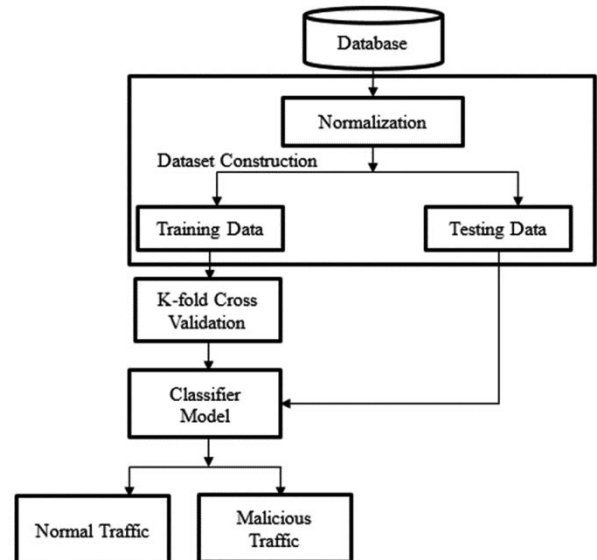 Database
Normalization
Dataset Construction
Training Data
Testing Data
K-fold Cross
Validation
Classifier
Model
Normal Traffic
Malicious
Traffic